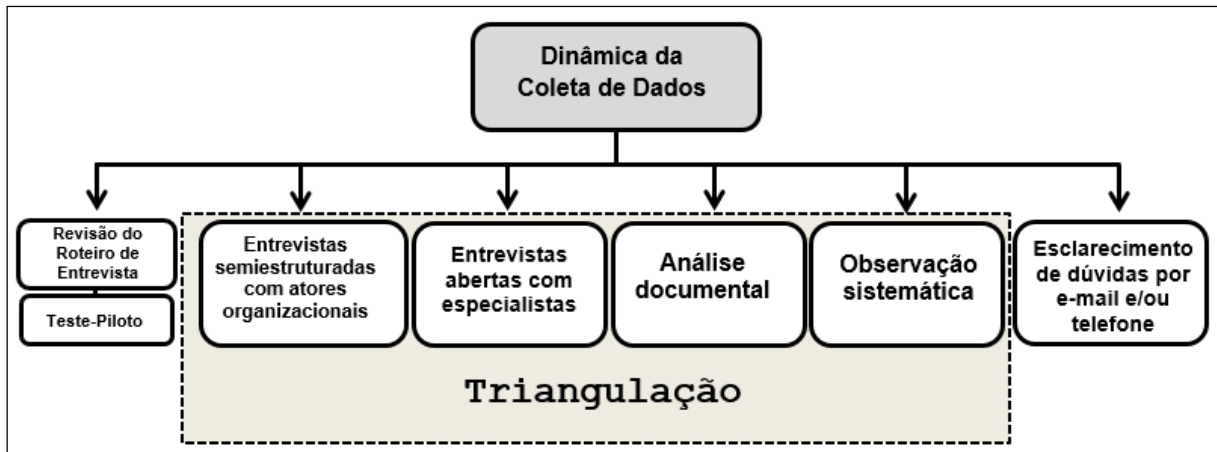 Dinâmica da
Coleta de Dados
Revisão do
Roteiro de
Entrevista
Teste-Piloto
Entrevistas
semiestruturadas
com atores
organizacionais
Entrevistas
abertas com
especialistas
Análise
documental
Observação
sistemática
Esclarecimento
de dúvidas por
e-mail e/ou
telefone
Triangulação